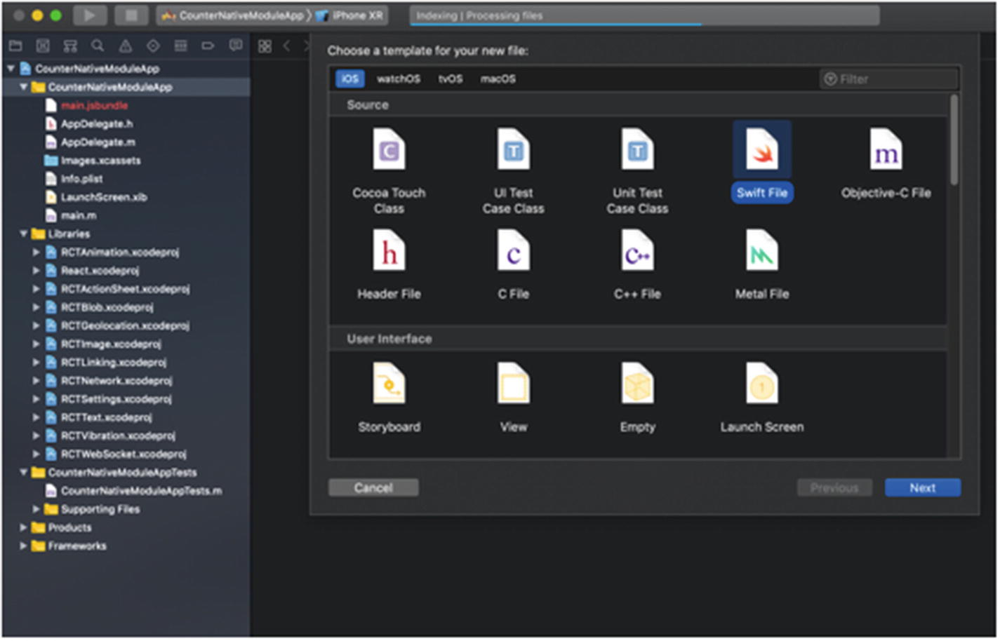 CounterNativeModuleApp ⟩ iPhone XR
Indexing | Processing files
CounterNativeModuleApp
CounterNativeModuleApp
main.jsbundle
AppDelegate.h
AppDelegate.m
Images.xcassets
Info.plist
LaunchScreen.xib
main.m
Libraries
RCTAnimation.xcodeproj
React.xcodeproj
RCTActionSheet.xcodeproj
RCTBlob.xcodeproj
RCTGeolocation.xcodeproj
RCTImage.xcodeproj
RCTLinking.xcodeproj
RCTNetwork.xcodeproj
RCTSettings.xcodeproj
RCTText.xcodeproj
RCTVibration.xcodeproj
RCTWebSocket.xcodeproj
CounterNativeModuleAppTests
CounterNativeModuleAppTests.m
Supporting Files
Products
Frameworks
Choose a template for your new file:
iOS watchOS tvOS macOS Filter
Source
C T T m
Cocoa Touch
Class
UI Test
Case Class
Unit Test
Case Class
Swift File
Objective-C File
h c C++
Header File
C File
C++ File
Metal File
User Interface
1
Storyboard
View
Empty
Launch Screen
Cancel
Previous
Next